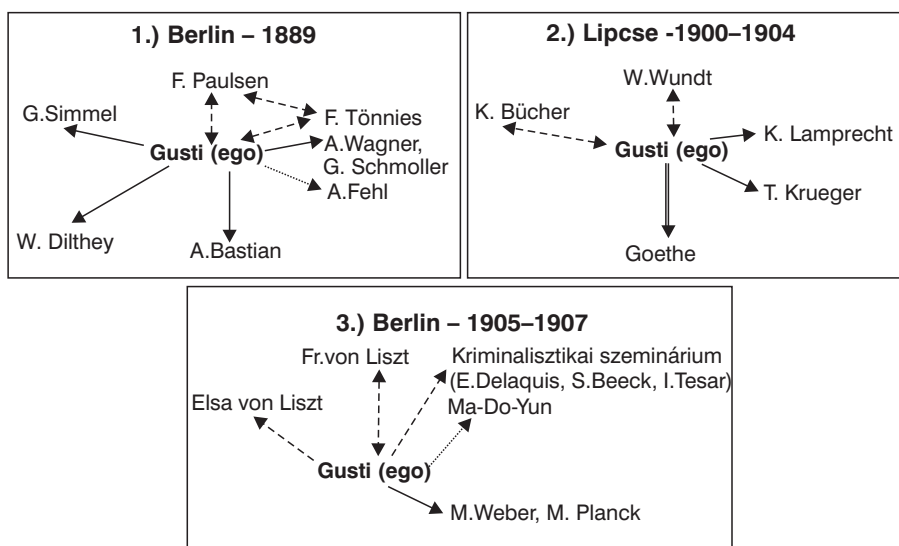 1.) Berlin – 1889
F. Paulsen
G.Simmel
F. Tönnies
Gusti (ego)
A.Wagner,
G. Schmoller
A.Fehl
W. Dilthey
A.Bastian
2.) Lipcse -1900–1904
W.Wundt
K. Bücher
K. Lamprecht
Gusti (ego)
T. Krueger
Goethe
3.) Berlin – 1905–1907
Fr.von Liszt
Kriminalisztikai szeminárium
(E.Delaquis, S.Beeck, I.Tesar)
Elsa von Liszt
Ma-Do-Yun
Gusti (ego)
M.Weber, M. Planck